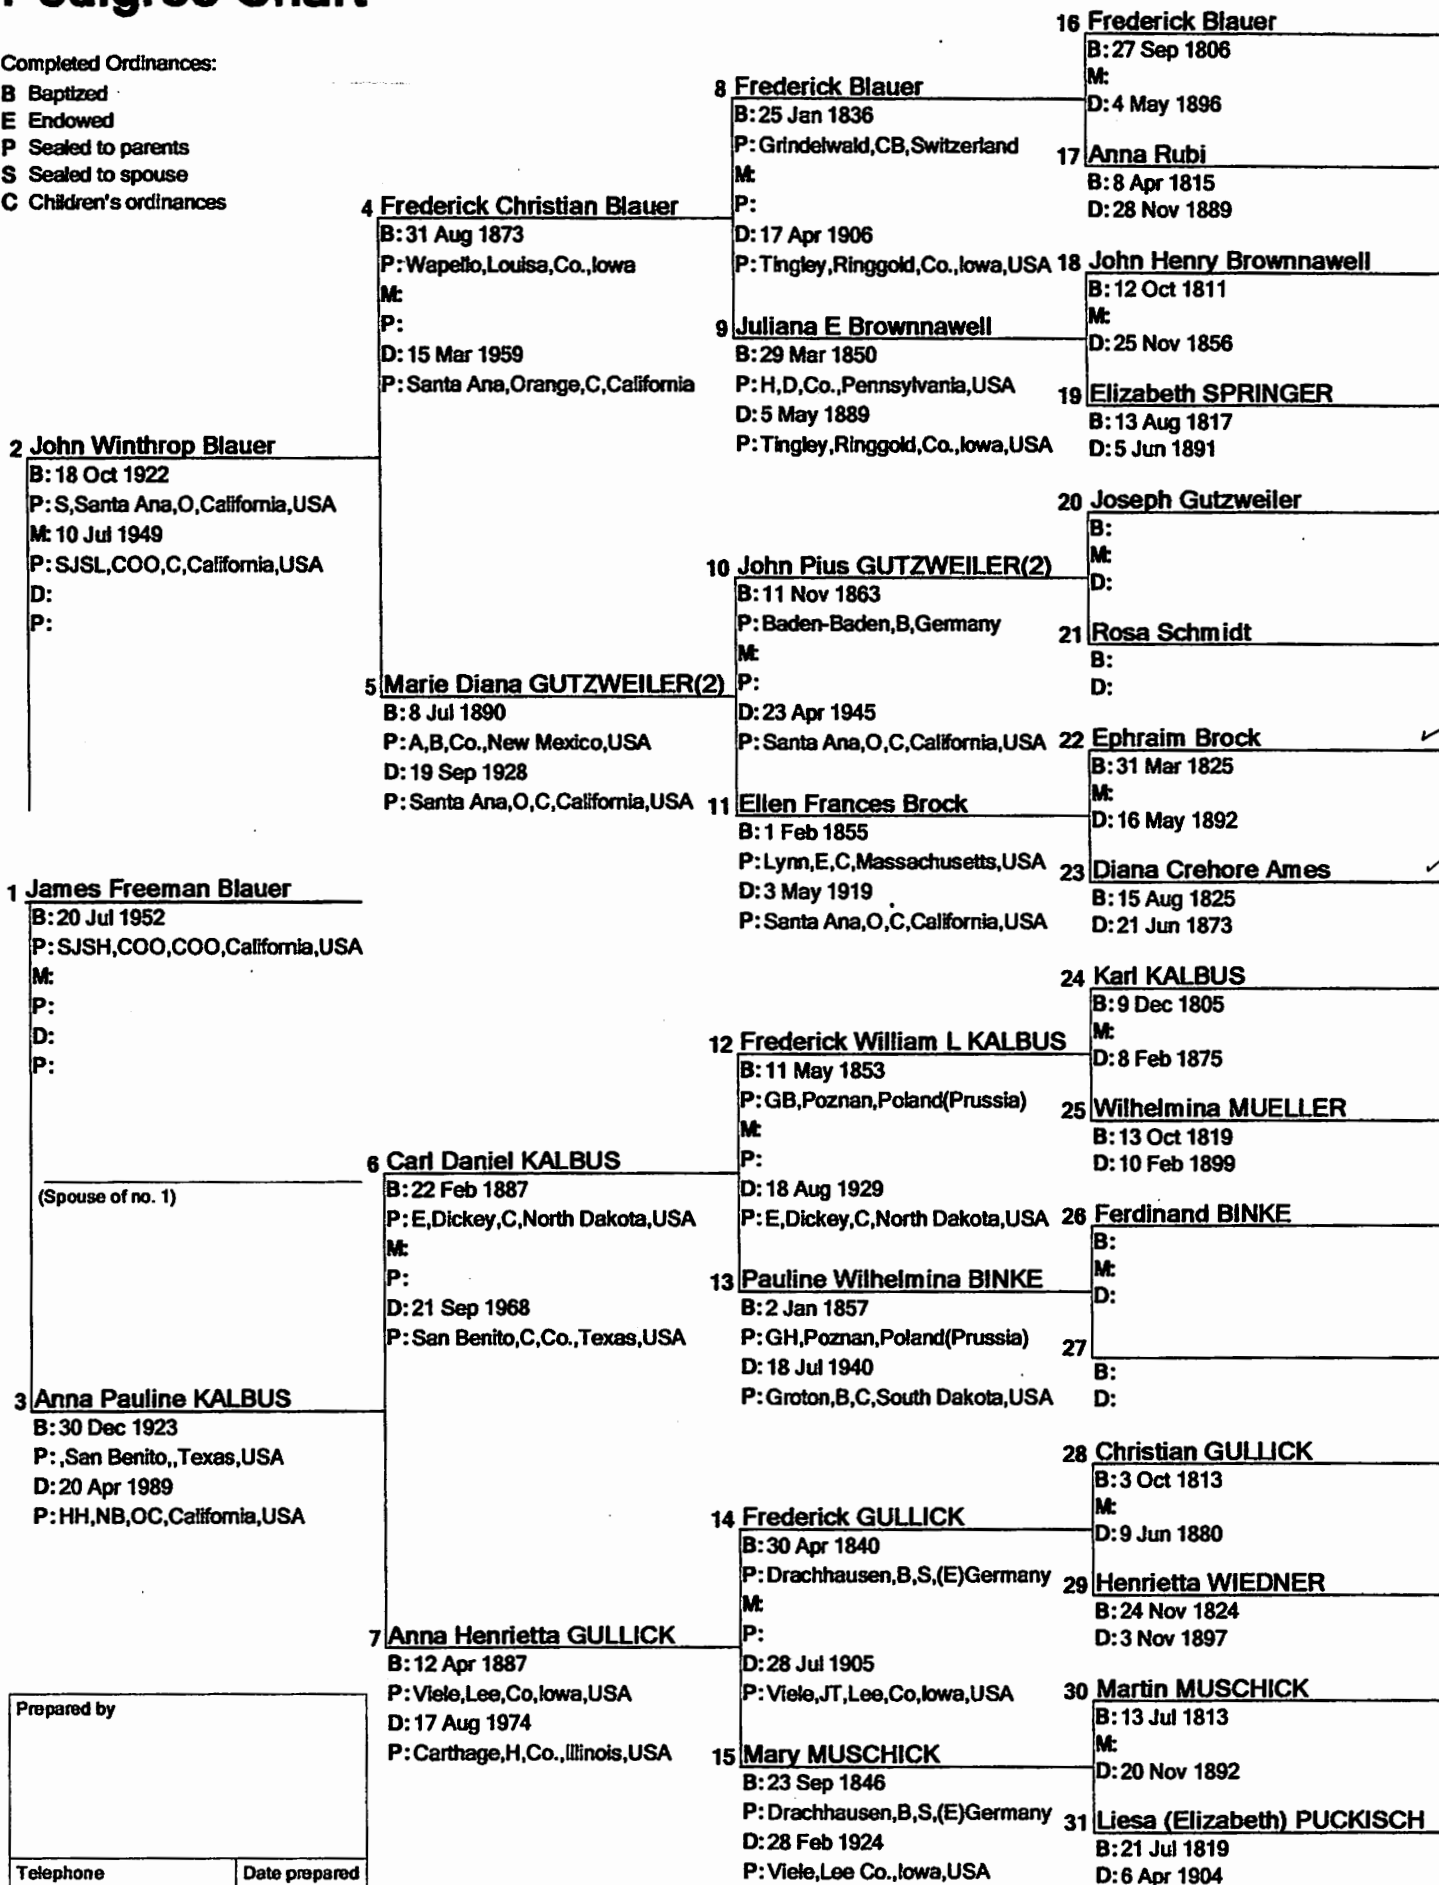 Pedigree Chart
Completed Ordinances:
B Baptized
E Endowed
P Sealed to parents
S Sealed to spouse
C Children's ordinances
1 James Freeman Blauer
B: 20 Jul 1952
P: SJSH,COO,COO,California,USA
M:
P:
D:
P:
(Spouse of no. 1)
2 John Winthrop Blauer
B: 18 Oct 1922
P: S,Santa Ana,O,California,USA
M: 10 Jul 1949
P: SJSL,COO,C,California,USA
D:
P:
3 Anna Pauline KALBUS
B: 30 Dec 1923
P: ,San Benito,,Texas,USA
D: 20 Apr 1989
P: HH,NB,OC,California,USA
4 Frederick Christian Blauer
B: 31 Aug 1873
P: Wapello,Louisa,Co.,Iowa
M:
P:
D: 15 Mar 1959
P: Santa Ana,Orange,C,California
5 Marie Diana GUTZWEILER(2)
B: 8 Jul 1890
P: A,B,Co.,New Mexico,USA
D: 19 Sep 1928
P: Santa Ana,O,C,California,USA
6 Carl Daniel KALBUS
B: 22 Feb 1887
P: E,Dickey,C,North Dakota,USA
M:
P:
D: 21 Sep 1968
P: San Benito,C,Co.,Texas,USA
7 Anna Henrietta GULLICK
B: 12 Apr 1887
P: Viele,Lee,Co,Iowa,USA
D: 17 Aug 1974
P: Carthage,H,Co.,Illinois,USA
8 Frederick Blauer
B: 25 Jan 1836
P: Grindelwald,CB,Switzerland
M:
P:
D: 17 Apr 1906
P: Tingley,Ringgold,Co.,Iowa,USA
9 Juliana E Brownnawell
B: 29 Mar 1850
P: H,D,Co.,Pennsylvania,USA
D: 5 May 1889
P: Tingley,Ringgold,Co.,Iowa,USA
10 John Pius GUTZWEILER(2)
B: 11 Nov 1863
P: Baden-Baden,B,Germany
M:
P:
D: 23 Apr 1945
P: Santa Ana,O,C,California,USA
11 Ellen Frances Brock
B: 1 Feb 1855
P: Lynn,E,C,Massachusetts,USA
D: 3 May 1919
P: Santa Ana,O,C,California,USA
12 Frederick William L KALBUS
B: 11 May 1853
P: GB,Poznan,Poland(Prussia)
M:
P:
D: 18 Aug 1929
P: E,Dickey,C,North Dakota,USA
13 Pauline Wilhelmina BINKE
B: 2 Jan 1857
P: GH,Poznan,Poland(Prussia)
D: 18 Jul 1940
P: Groton,B,C,South Dakota,USA
14 Frederick GULLICK
B: 30 Apr 1840
P: Drachhausen,B,S,(E)Germany
M:
P:
D: 28 Jul 1905
P: Viele,JT,Lee,Co,Iowa,USA
15 Mary MUSCHICK
B: 23 Sep 1846
P: Drachhausen,B,S,(E)Germany
D: 28 Feb 1924
P: Viele,Lee Co.,Iowa,USA
16 Frederick Blauer
B: 27 Sep 1806
M:
D: 4 May 1896
17 Anna Rubi
B: 8 Apr 1815
D: 28 Nov 1889
18 John Henry Brownnawell
B: 12 Oct 1811
M:
D: 25 Nov 1856
19 Elizabeth SPRINGER
B: 13 Aug 1817
D: 5 Jun 1891
20 Joseph Gutzweiler
B:
M:
D:
21 Rosa Schmidt
B:
D:
22 Ephraim Brock ✓
B: 31 Mar 1825
M:
D: 16 May 1892
23 Diana Crehore Ames ✓
B: 15 Aug 1825
D: 21 Jun 1873
24 Karl KALBUS
B: 9 Dec 1805
M:
D: 8 Feb 1875
25 Wilhelmina MUELLER
B: 13 Oct 1819
D: 10 Feb 1899
26 Ferdinand BINKE
B:
M:
D:
27
B:
D:
28 Christian GULLICK
B: 3 Oct 1813
M:
D: 9 Jun 1880
29 Henrietta WIEDNER
B: 24 Nov 1824
D: 3 Nov 1897
30 Martin MUSCHICK
B: 13 Jul 1813
M:
D: 20 Nov 1892
31 Liesa (Elizabeth) PUCKISCH
B: 21 Jul 1819
D: 6 Apr 1904
Prepared by
Telephone
Date prepared